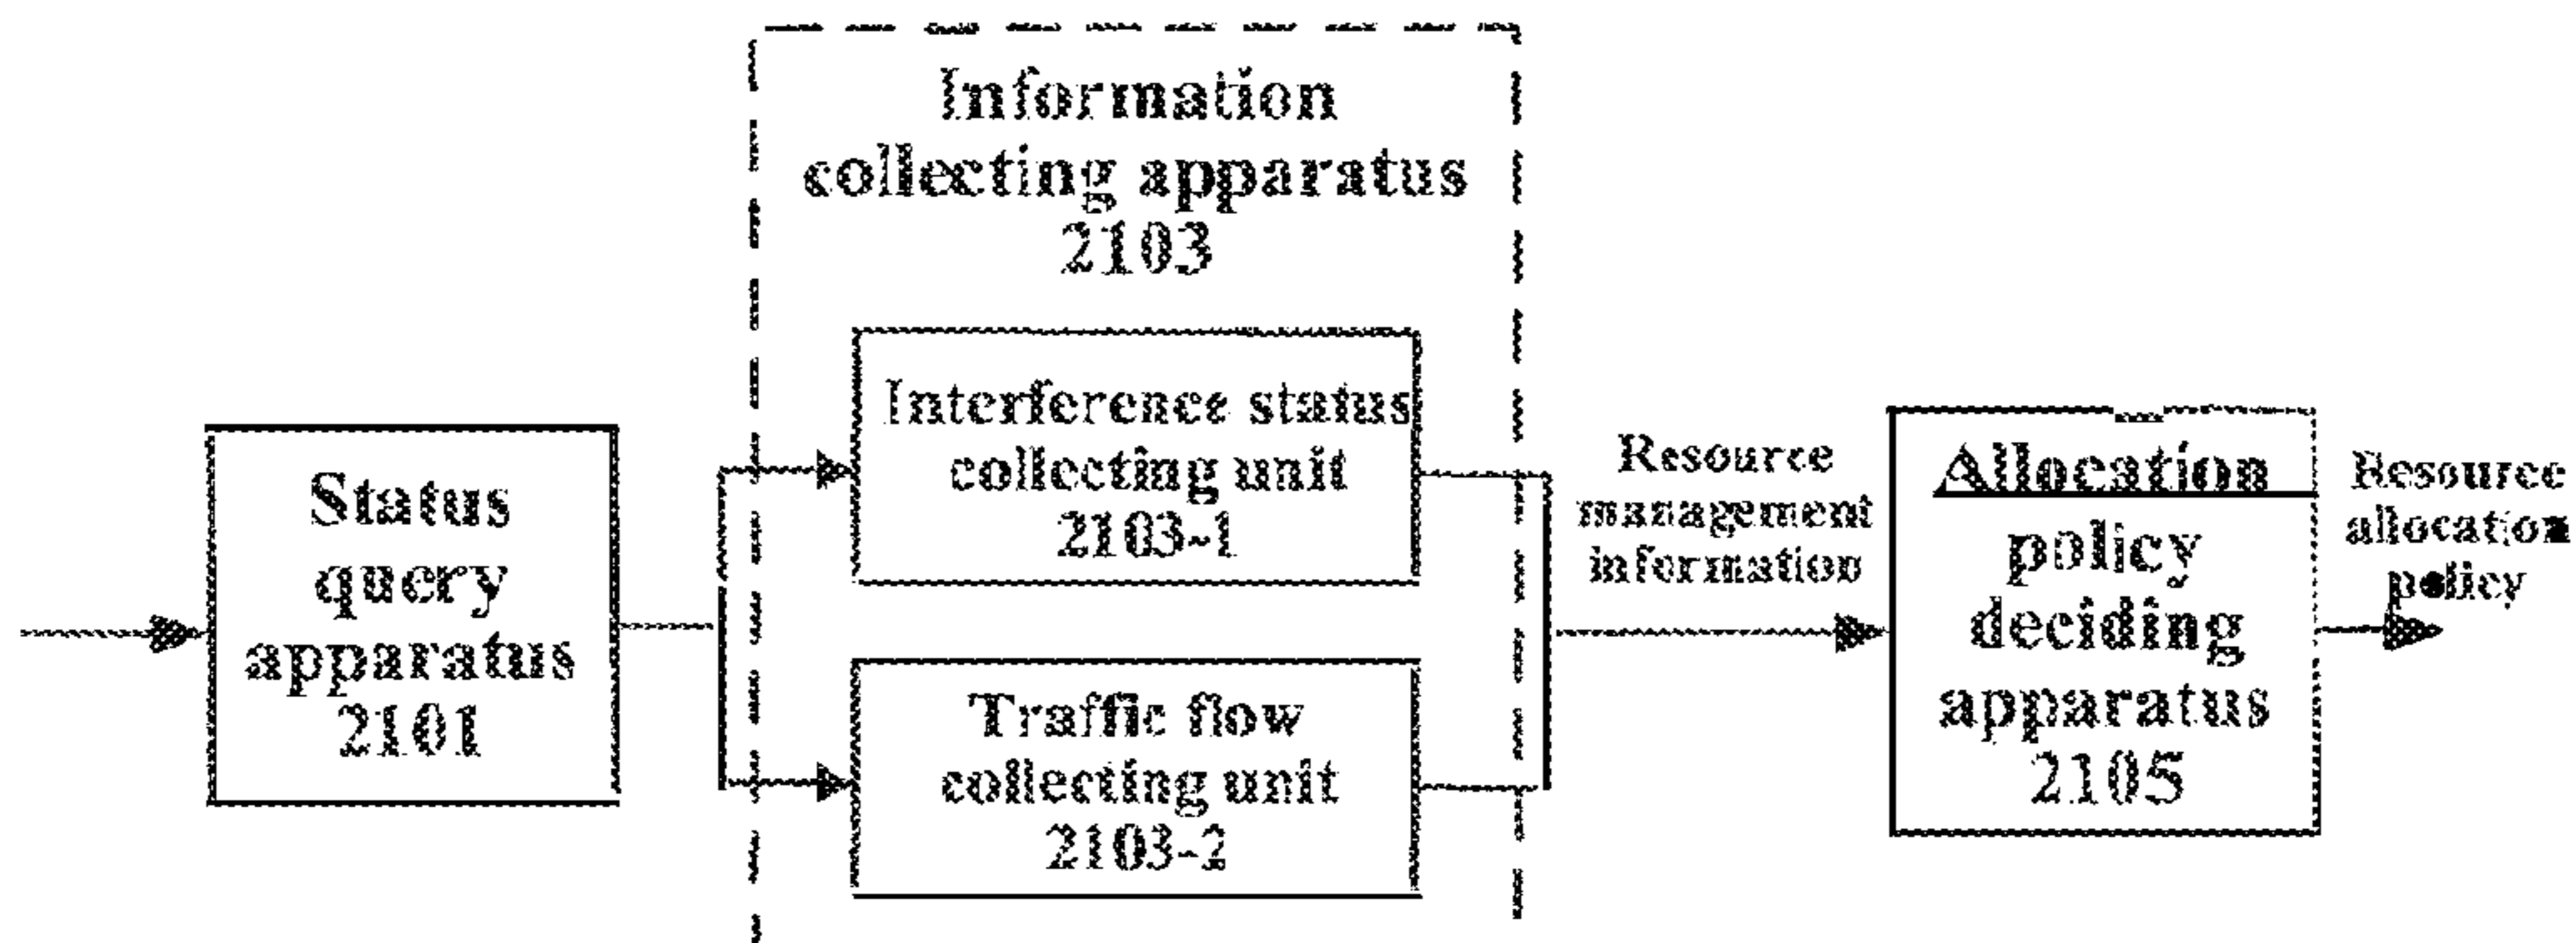 Information
collecting apparatus
2103
Status
query
apparatus
2101
Interference status
collecting unit
2103-1
Traffic flow
collecting unit
2103-2
Resource
management
information
Allocation
policy
deciding
apparatus
2105
Resource
allocation
policy